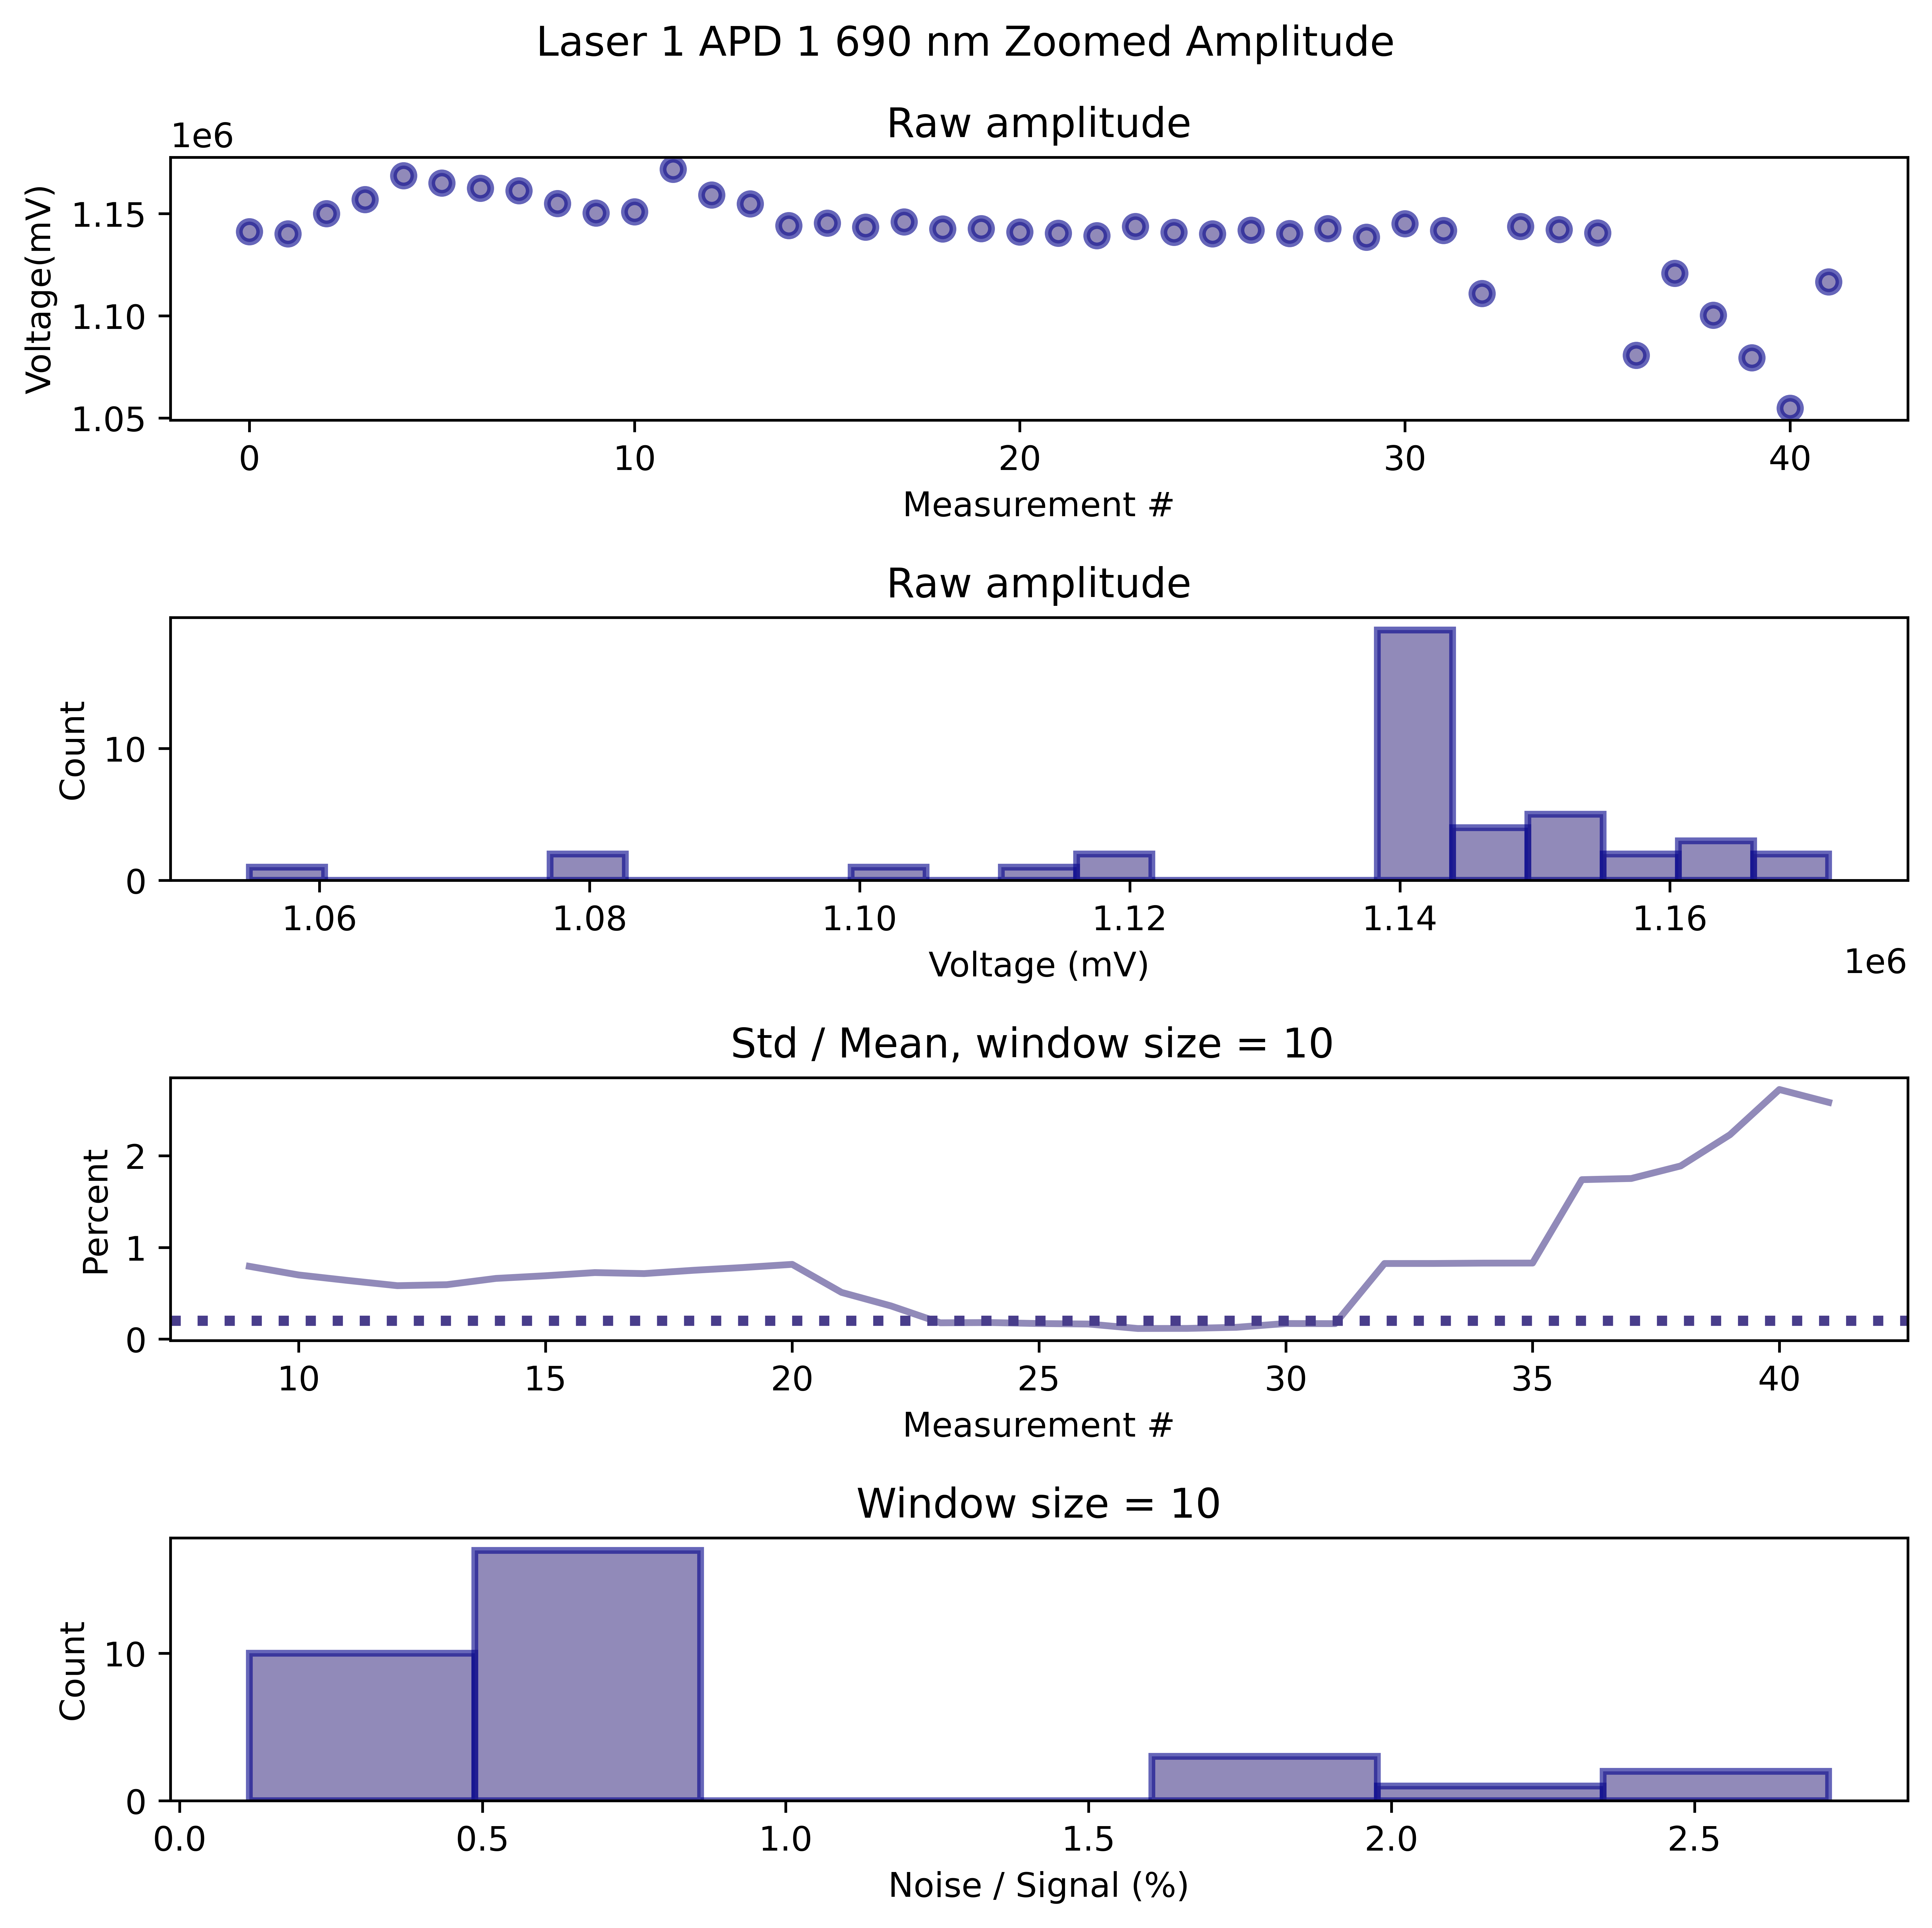 Laser 1 APD 1 690 nm Zoomed Amplitude
Raw amplitude
1e6
Voltage(mV)
1.15
1.10
1.05
0 10 20 30 40
Measurement #
Raw amplitude
Count
10
0
1.06 1.08 1.10 1.12 1.14 1.16
1e6
Voltage (mV)
Std / Mean, window size = 10
Percent
2
1
0
10 15 20 25 30 35 40
Measurement #
Window size = 10
Count
10
0
0.0 0.5 1.0 1.5 2.0 2.5
Noise / Signal (%)